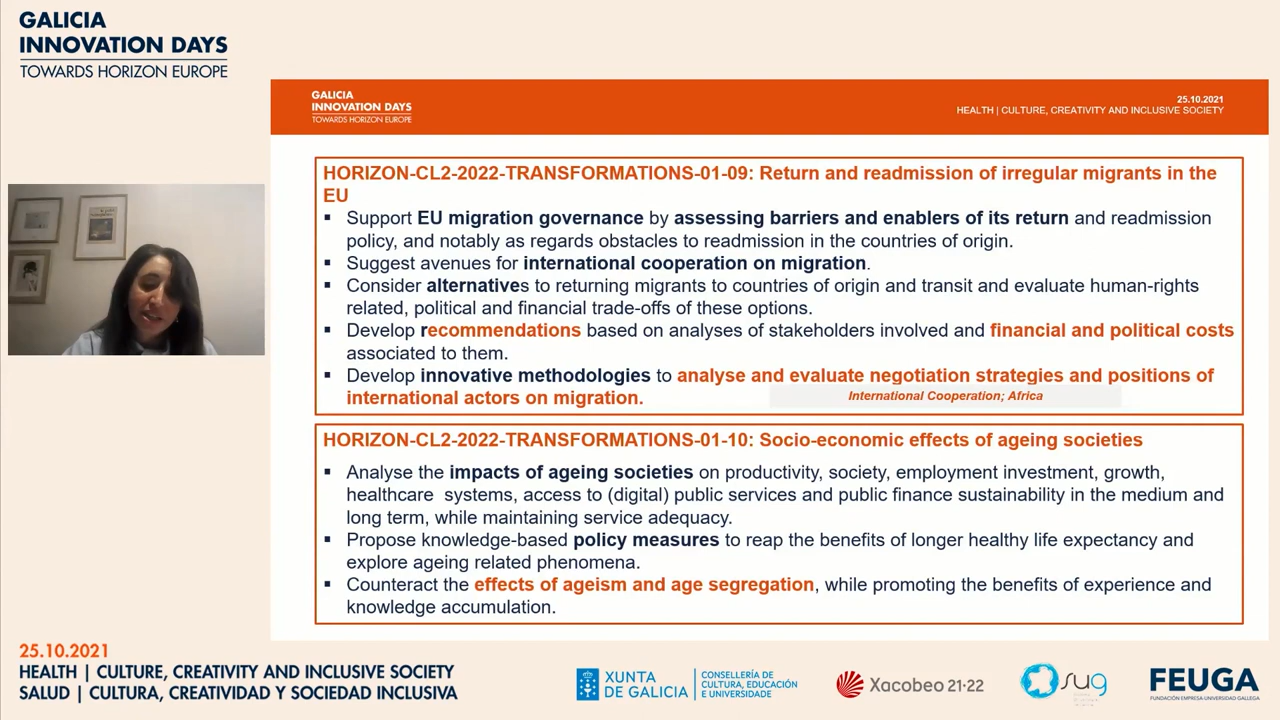 GALICIA
INNOVATION DAYS
TOWARDS HORIZON EUROPE
GALICIA
INNOVATION DAYS
TOWARDS HORIZON EUROPE
25.10.2021
HEALTH | CULTURE, CREATIVITY AND INCLUSIVE SOCIETY
HORIZON-CL2-2022-TRANSFORMATIONS-01-09: Return and readmission of irregular migrants in the
EU
▪ Support EU migration governance by assessing barriers and enablers of its return and readmission
policy, and notably as regards obstacles to readmission in the countries of origin.
▪ Suggest avenues for international cooperation on migration.
▪ Consider alternatives to returning migrants to countries of origin and transit and evaluate human-rights
related, political and financial trade-offs of these options.
▪ Develop recommendations based on analyses of stakeholders involved and financial and political costs
associated to them.
▪ Develop innovative methodologies to analyse and evaluate negotiation strategies and positions of
international actors on migration.
International Cooperation; Africa
HORIZON-CL2-2022-TRANSFORMATIONS-01-10: Socio-economic effects of ageing societies
▪ Analyse the impacts of ageing societies on productivity, society, employment investment, growth,
healthcare systems, access to (digital) public services and public finance sustainability in the medium and
long term, while maintaining service adequacy.
▪ Propose knowledge-based policy measures to reap the benefits of longer healthy life expectancy and
explore ageing related phenomena.
▪ Counteract the effects of ageism and age segregation, while promoting the benefits of experience and
knowledge accumulation.
25.10.2021
HEALTH | CULTURE, CREATIVITY AND INCLUSIVE SOCIETY
SALUD | CULTURA, CREATIVIDAD Y SOCIEDAD INCLUSIVA
XUNTA
DE GALICIA
CONSELLERÍA
DE CULTURA, EDUCACIÓN
E UNIVERSIDADE
Xacobeo 21·22
sug
FEUGA
FUNDACIÓN EMPRESA-UNIVERSIDAD GALLEGA